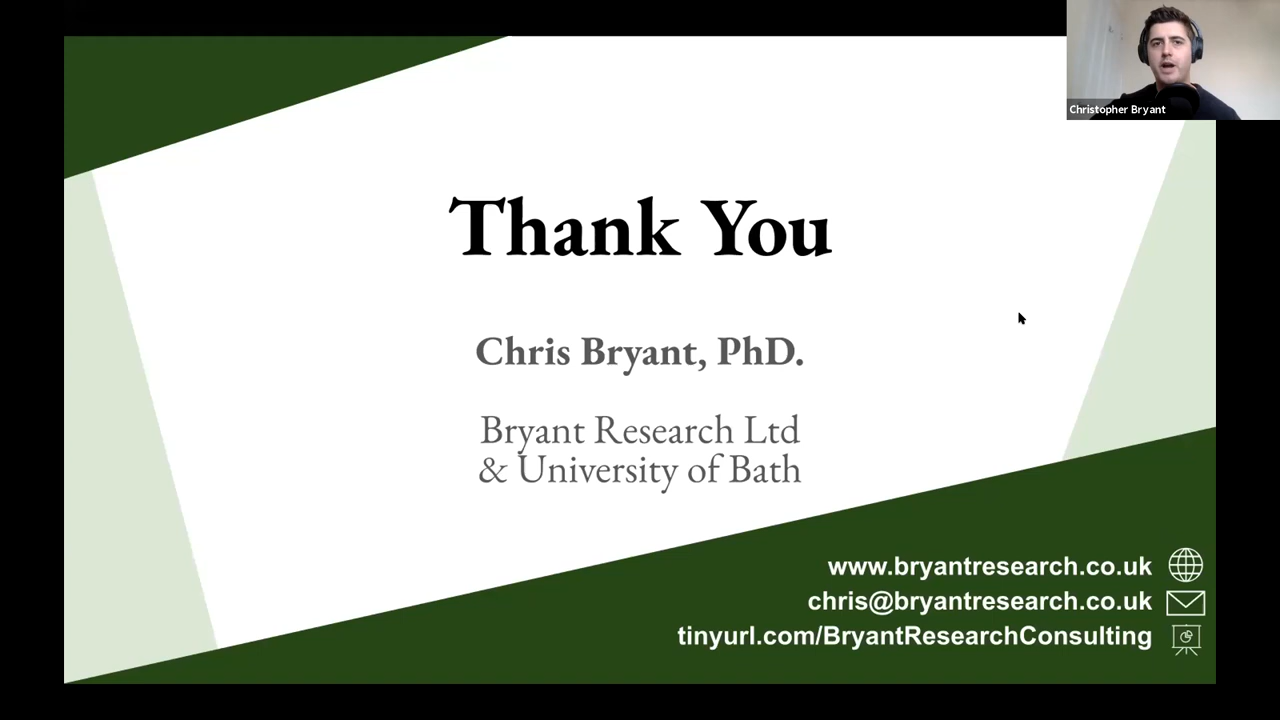 Christopher Bryant
Thank You
Chris Bryant, PhD.
Bryant Research Ltd
& University of Bath
www.bryantresearch.co.uk
chris@bryantresearch.co.uk
tinyurl.com/BryantResearchConsulting